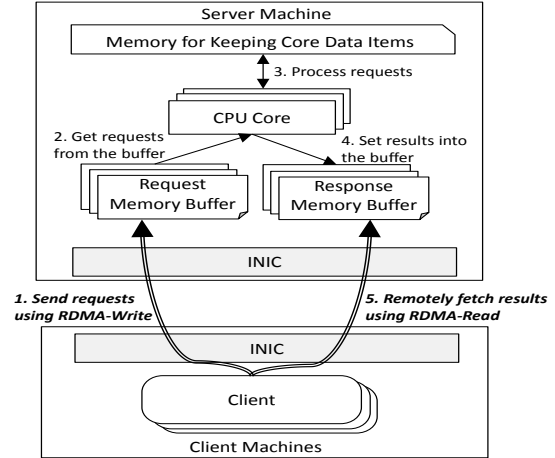 Server Machine
Memory for Keeping Core Data Items
3. Process requests
CPU Core
2. Get requests
from the buffer
4. Set results into
the buffer
Request
Memory Buffer
Response
Memory Buffer
INIC
1. Send requests
using RDMA-Write
5. Remotely fetch results
using RDMA-Read
INIC
Client
Client Machines